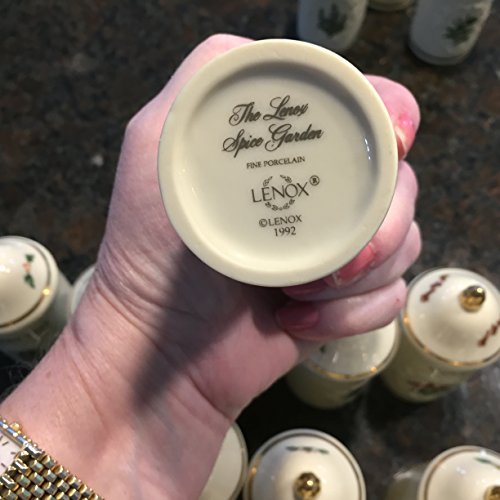 The Lenox
Spice Garden
FINE PORCELAIN
LENOX®
©LENOX
1992